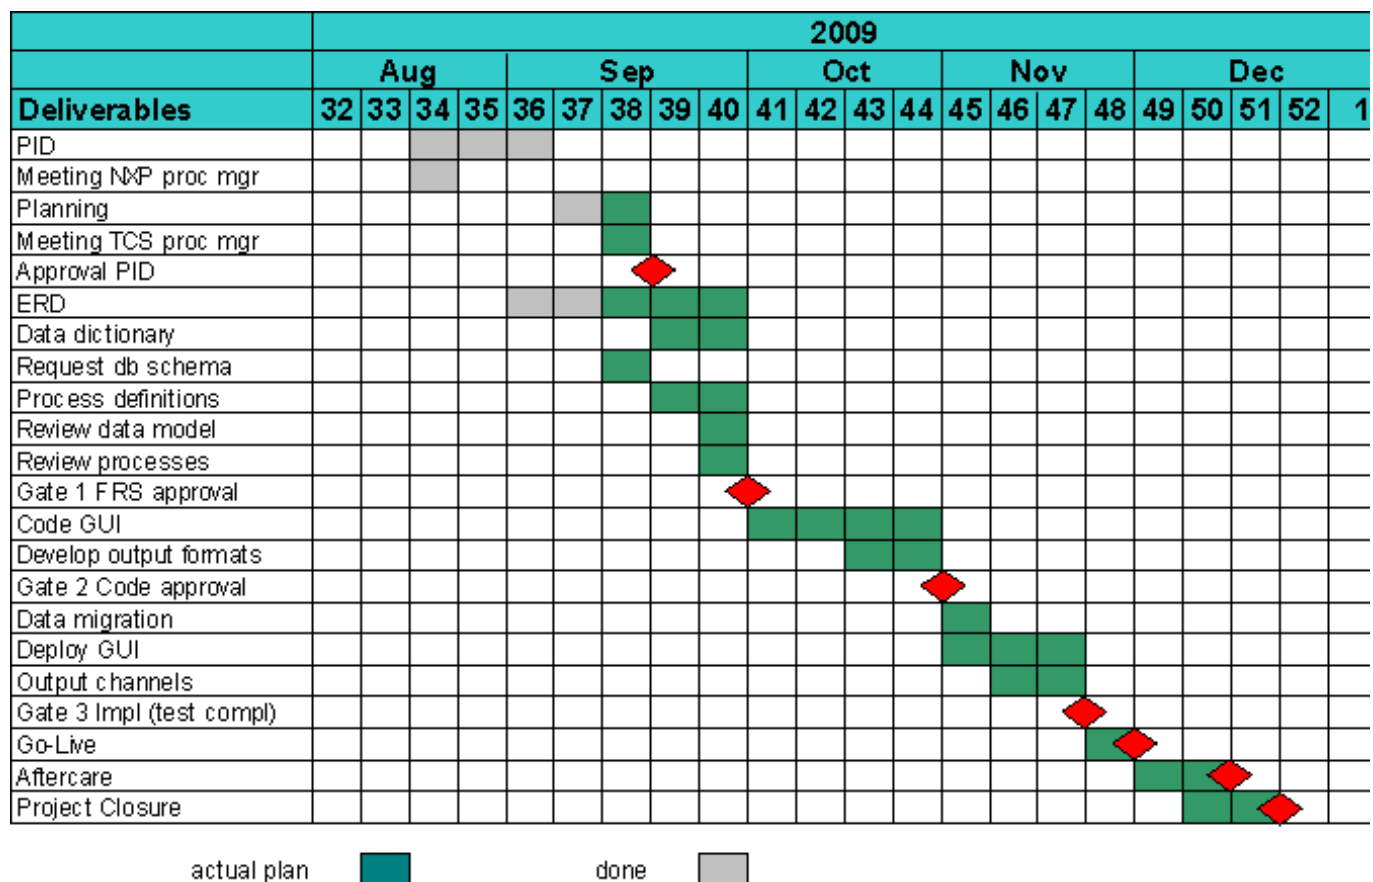 2009
Aug Sep Oct Nov Dec
Deliverables 32 33 34 35 36 37 38 39 40 41 42 43 44 45 46 47 48 49 50 51 52 1
PID
Meeting NXP proc mgr
Planning
Meeting TCS proc mgr
Approval PID
ERD
Data dictionary
Request db schema
Process definitions
Review data model
Review processes
Gate 1 FRS approval
Code GUI
Develop output formats
Gate 2 Code approval
Data migration
Deploy GUI
Output channels
Gate 3 Impl (test compl)
Go-Live
Aftercare
Project Closure
actual plan done